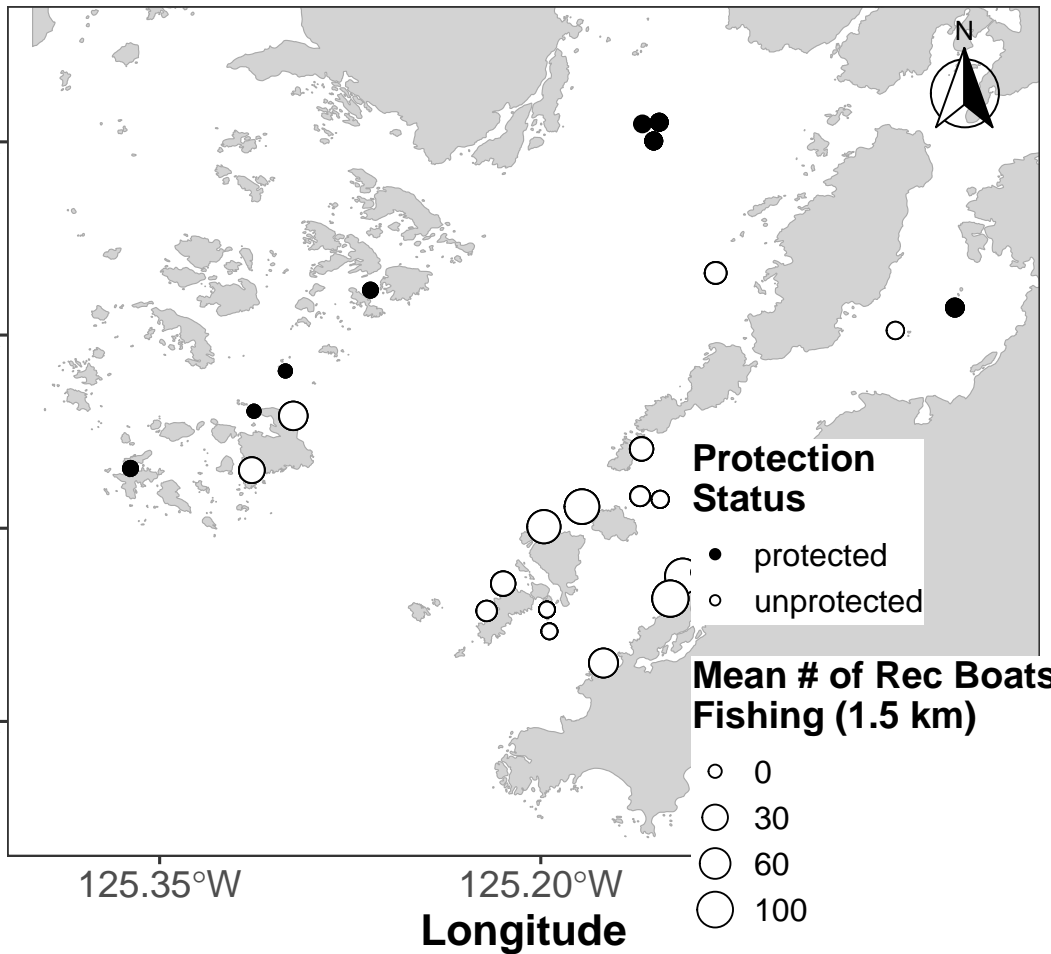 N
Protection
Status
protected
unprotected
Mean # of Rec Boats
Fishing (1.5 km)
0
30
60
100
125.35°W
125.20°W
Longitude